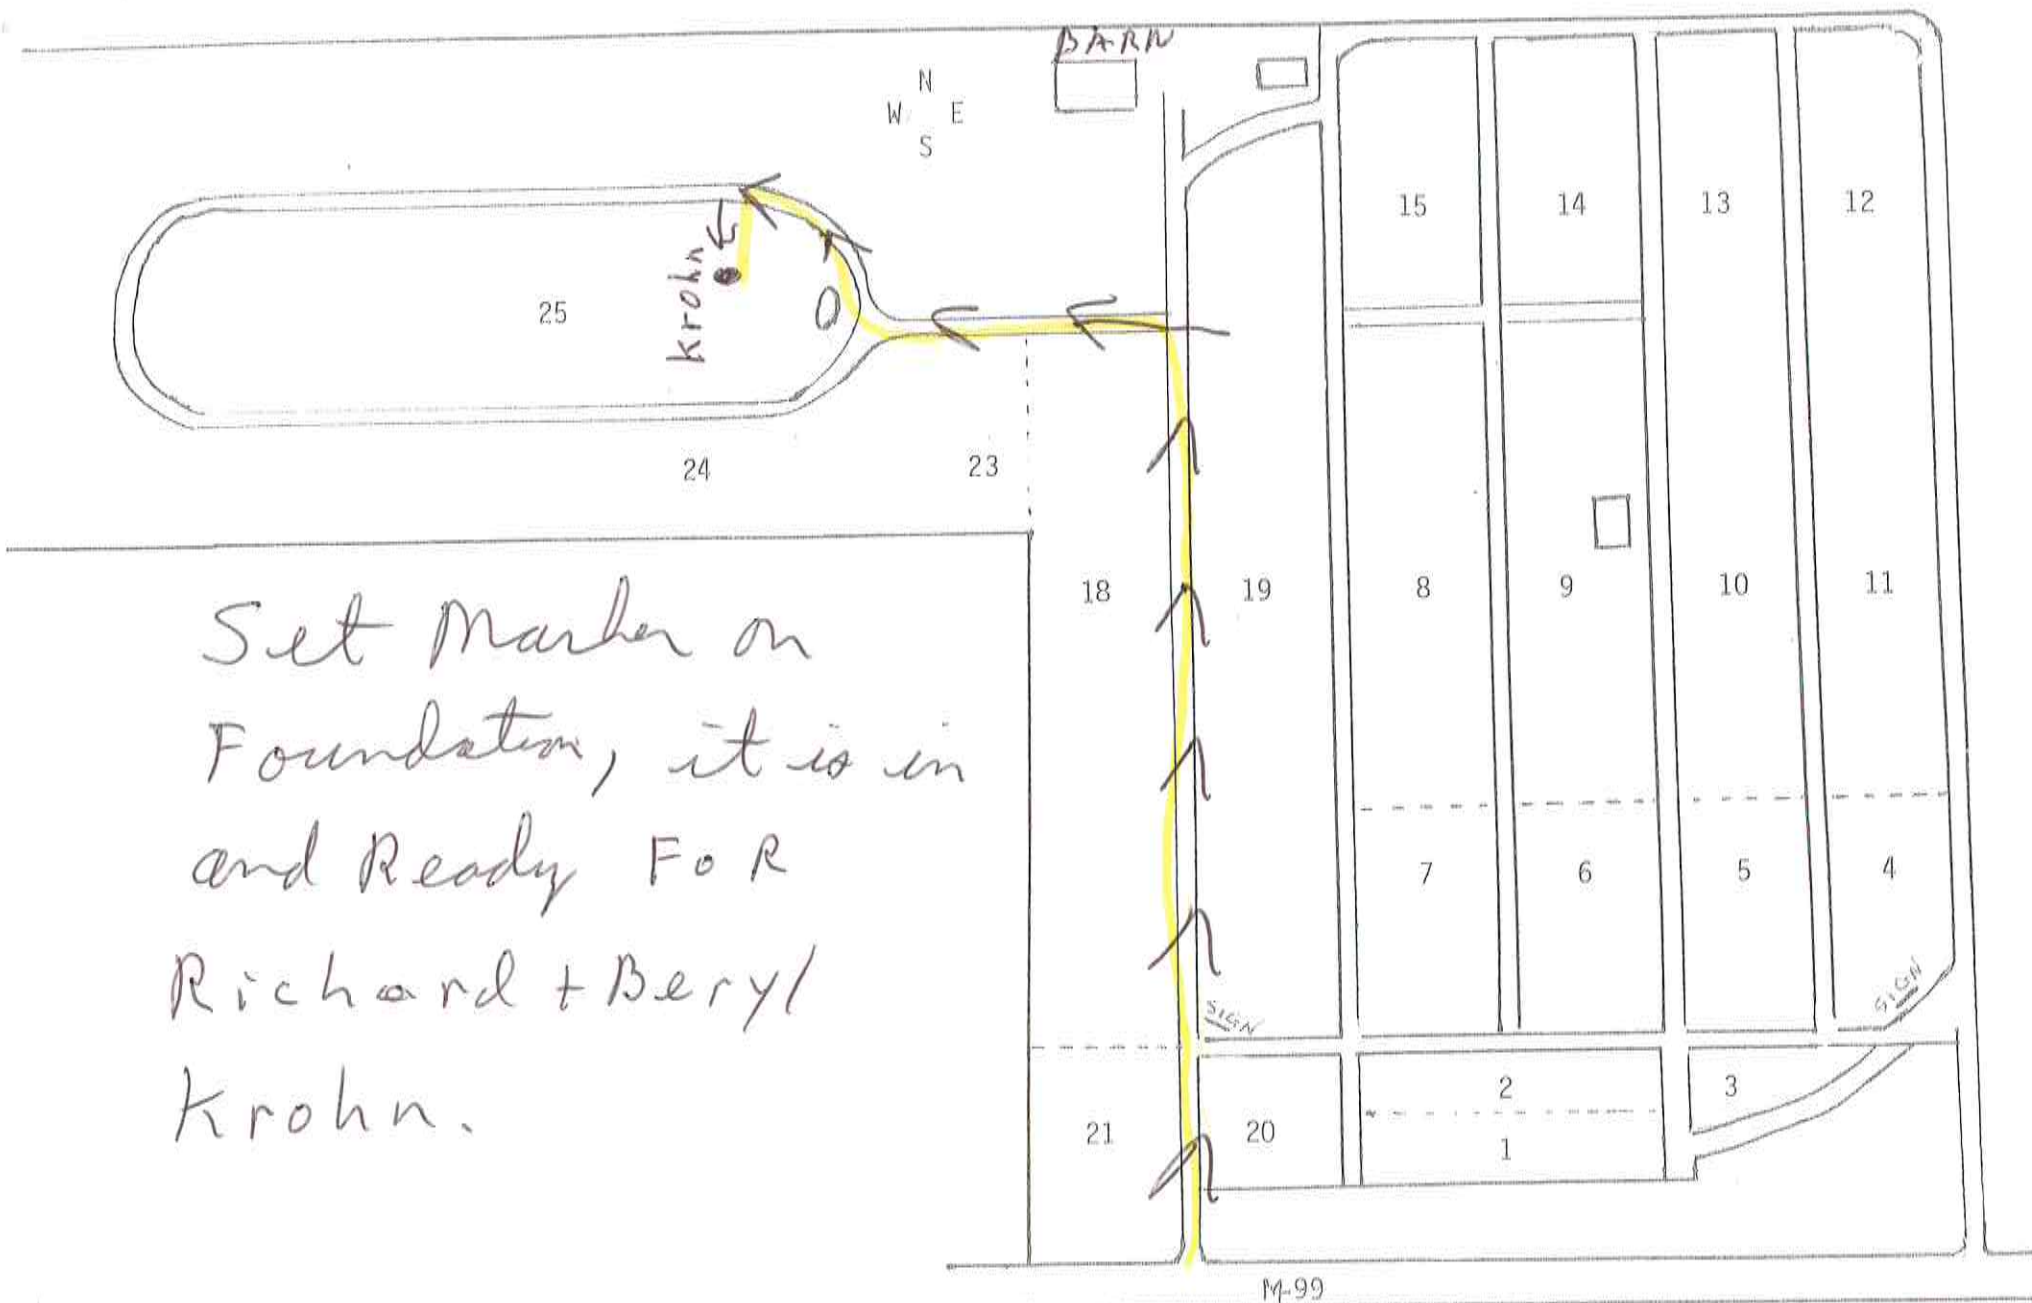 BARN
N
W E
S
15 14 13 12
krohn
25
24 23
18 19 8 9 10 11
Set Marker on
Foundation, it is in
and Ready FoR
Richard + Beryl
Krohn.
7 6 5 4
SIGN
SIGN
2 3
21 20 1
M-99